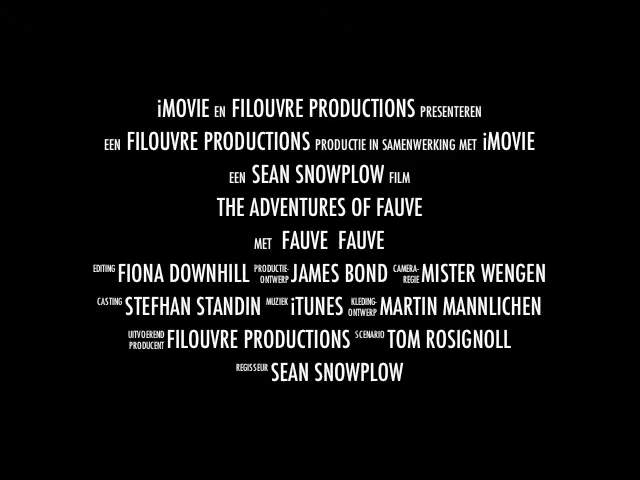 iMOVIE EN FILOUVRE PRODUCTIONS PRESENTEREN
EEN FILOUVRE PRODUCTIONS PRODUCTIE IN SAMENWERKING MET iMOVIE
EEN SEAN SNOWPLOW FILM
THE ADVENTURES OF FAUVE
MET FAUVE FAUVE
EDITING FIONA DOWNHILL PRODUCTIE-ONTWERP JAMES BOND CAMERA-REGIE MISTER WENGEN
CASTING STEFHAN STANDIN MUZIEK iTUNES KLEDING-ONTWERP MARTIN MANNLICHEN
UITVOEREND PRODUCENT FILOUVRE PRODUCTIONS SCENARIO TOM ROSIGNOLL
REGISSEUR SEAN SNOWPLOW